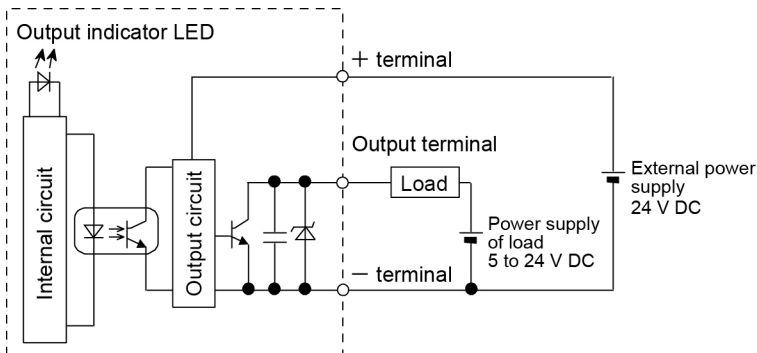 Output indicator LED
+ terminal
Output terminal
Internal circuit
Output circuit
Load
External power
supply
24 V DC
Power supply
of load
5 to 24 V DC
− terminal